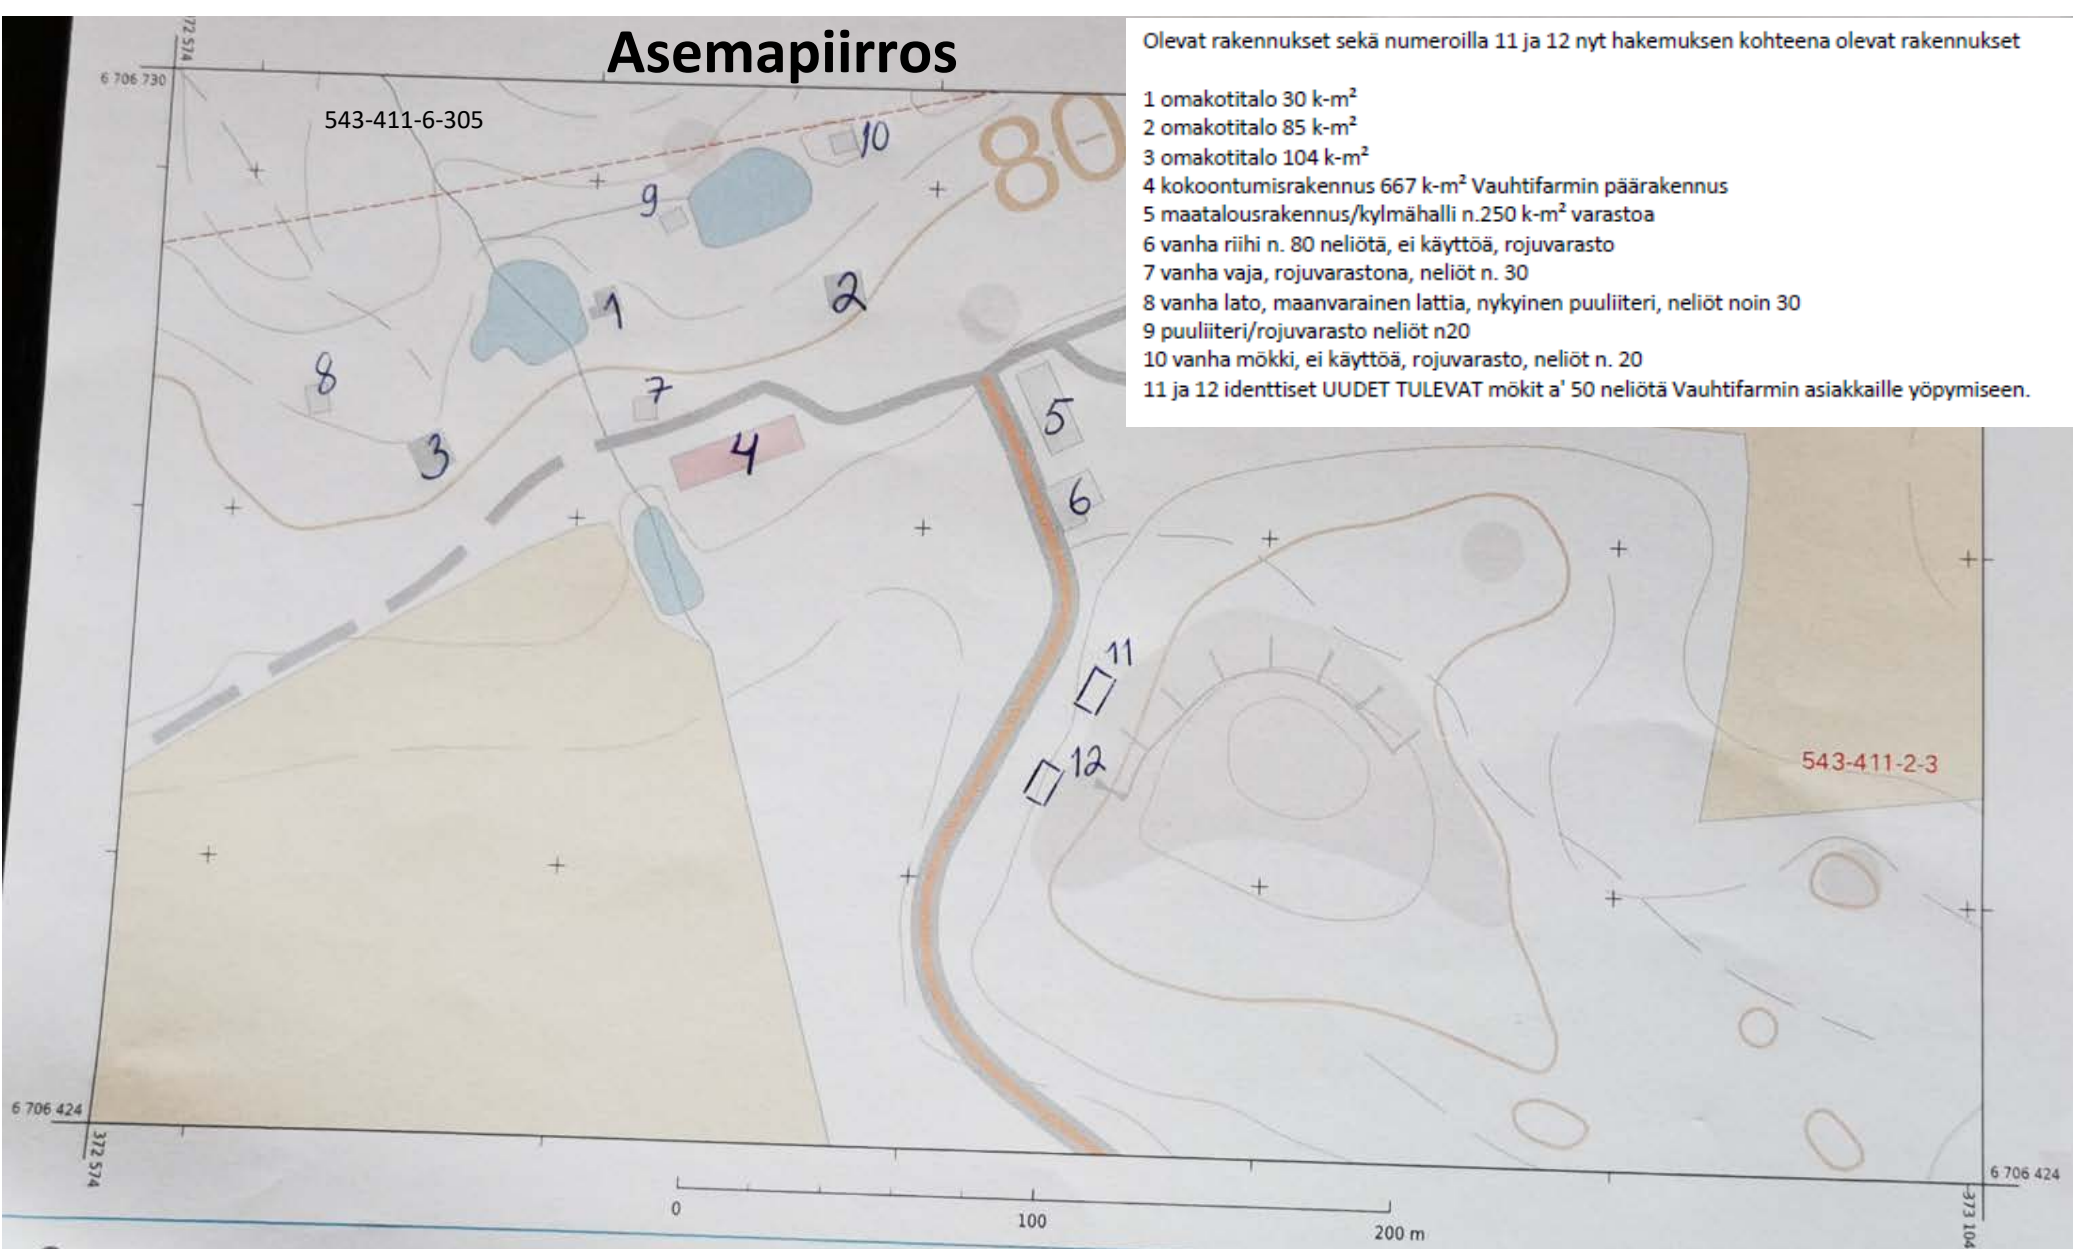 Asemapiirros
Olevat rakennukset sekä numeroilla 11 ja 12 nyt hakemuksen kohteena olevat rakennukset
1 omakotitalo 30 k-m²
2 omakotitalo 85 k-m²
3 omakotitalo 104 k-m²
4 kokoontumisrakennus 667 k-m² Vauhtifarmin päärakennus
5 maatalousrakennus/kylmähalli n.250 k-m² varastoa
6 vanha riihi n. 80 neliötä, ei käyttöä, rojuvarasto
7 vanha vaja, rojuvarastona, neliöt n. 30
8 vanha lato, maanvarainen lattia, nykyinen puuliiteri, neliöt noin 30
9 puuliiteri/rojuvarasto neliöt n20
10 vanha mökki, ei käyttöä, rojuvarasto, neliöt n. 20
11 ja 12 identtiset UUDET TULEVAT mökit a' 50 neliötä Vauhtifarmin asiakkaille yöpymiseen.
72 574
6 706 730
543-411-6-305
80
10
9
1
2
8
7
3
4
5
6
11
12
543-411-2-3
6 706 424
372 574
6 706 424
373 104
0
100
200 m